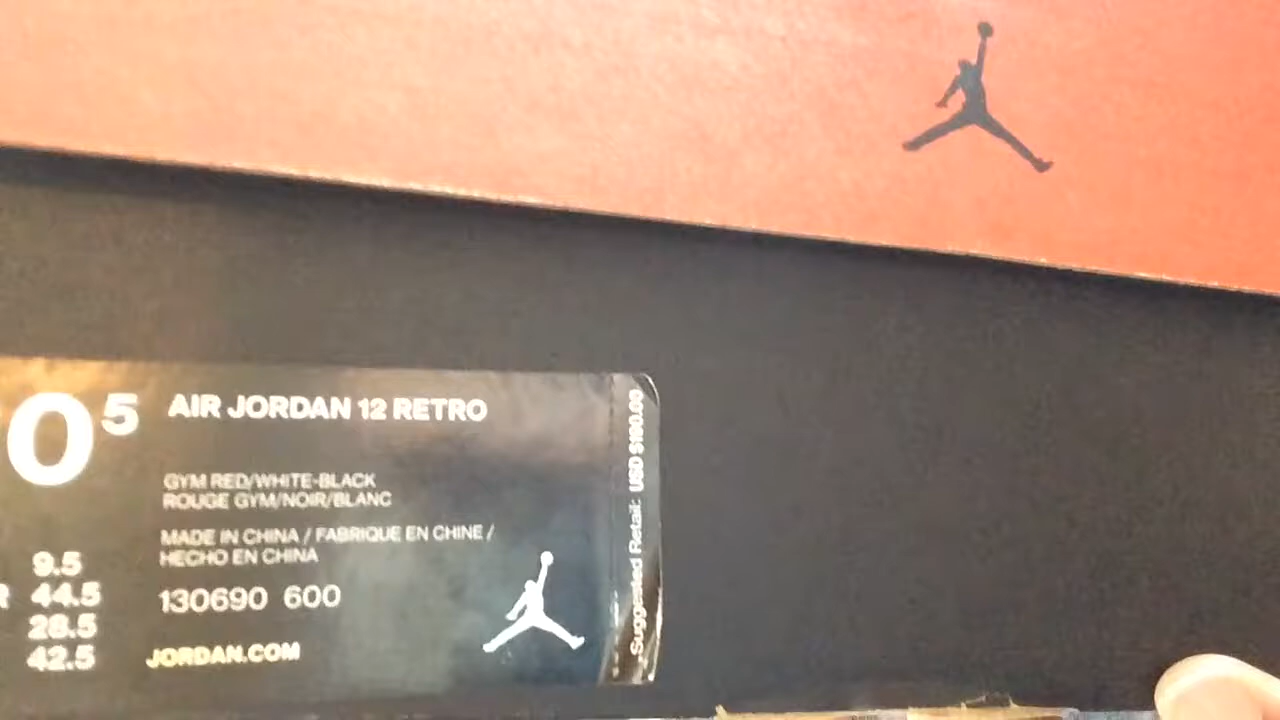 0⁵
AIR JORDAN 12 RETRO
GYM RED/WHITE-BLACK
ROUGE GYM/NOIR/BLANC
MADE IN CHINA / FABRIQUE EN CHINE /
HECHO EN CHINA
9.5
R 44.5
28.5
42.5
130690 600
JORDAN.COM
Suggested Retail: USD $190.00